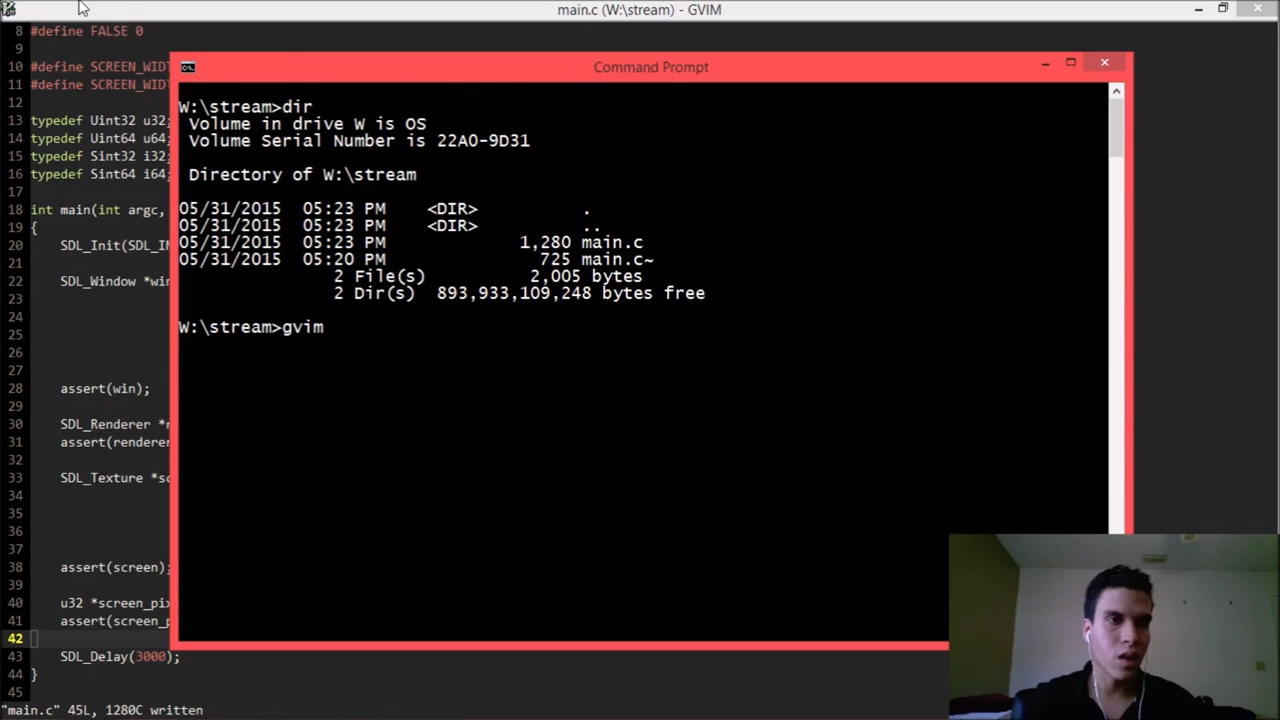 main.c (W:\stream) - GVIM
8 #define FALSE 0
9
10 #define SCREEN_WIDT
11 #define SCREEN_WIDT
12
13 typedef Uint32 u32;
14 typedef Uint64 u64;
15 typedef Sint32 i32;
16 typedef Sint64 i64;
17
18 int main(int argc,
19 {
20 SDL_Init(SDL_IN
21
22 SDL_Window *win
23
24
25
26
27
28 assert(win);
29
30 SDL_Renderer *r
31 assert(renderer
32
33 SDL_Texture *sc
34
35
36
37
38 assert(screen);
39
40 u32 *screen_pix
41 assert(screen_p
42
43 SDL_Delay(3000);
44 }
45
"main.c" 45L, 1280C written
Command Prompt
W:\stream>dir
Volume in drive W is OS
Volume Serial Number is 22A0-9D31
Directory of W:\stream
05/31/2015 05:23 PM <DIR> .
05/31/2015 05:23 PM <DIR> ..
05/31/2015 05:23 PM 1,280 main.c
05/31/2015 05:20 PM 725 main.c~
2 File(s) 2,005 bytes
2 Dir(s) 893,933,109,248 bytes free
W:\stream>gvim